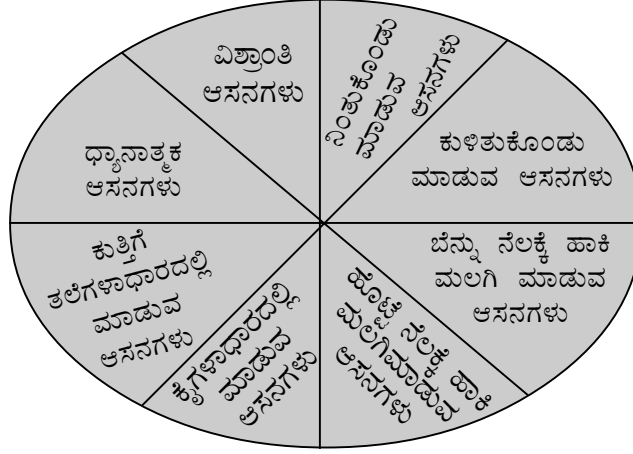 ವಿಶ್ರಾಂತಿ
ಆಸನಗಳು
ನಿಂತುಕೊಂಡು
ಮಾಡುವ
ಆಸನಗಳು
ಕುಳಿತುಕೊಂಡು
ಮಾಡುವ ಆಸನಗಳು
ಬೆನ್ನು ನೆಲಕ್ಕೆ ಹಾಕಿ
ಮಲಗಿ ಮಾಡುವ
ಆಸನಗಳು
ಹೊಟ್ಟೆ ನೆಲಕ್ಕೆ ಹಾಕಿ
ಮಲಗಿಮಾಡುವ
ಆಸನಗಳು
ಕೈಗಳಾಧಾರದಲ್ಲಿ
ಮಾಡುವ
ಆಸನಗಳು
ಕುತ್ತಿಗೆ
ತಲೆಗಳಾಧಾರದಲ್ಲಿ
ಮಾಡುವ
ಆಸನಗಳು
ಧ್ಯಾನಾತ್ಮಕ
ಆಸನಗಳು